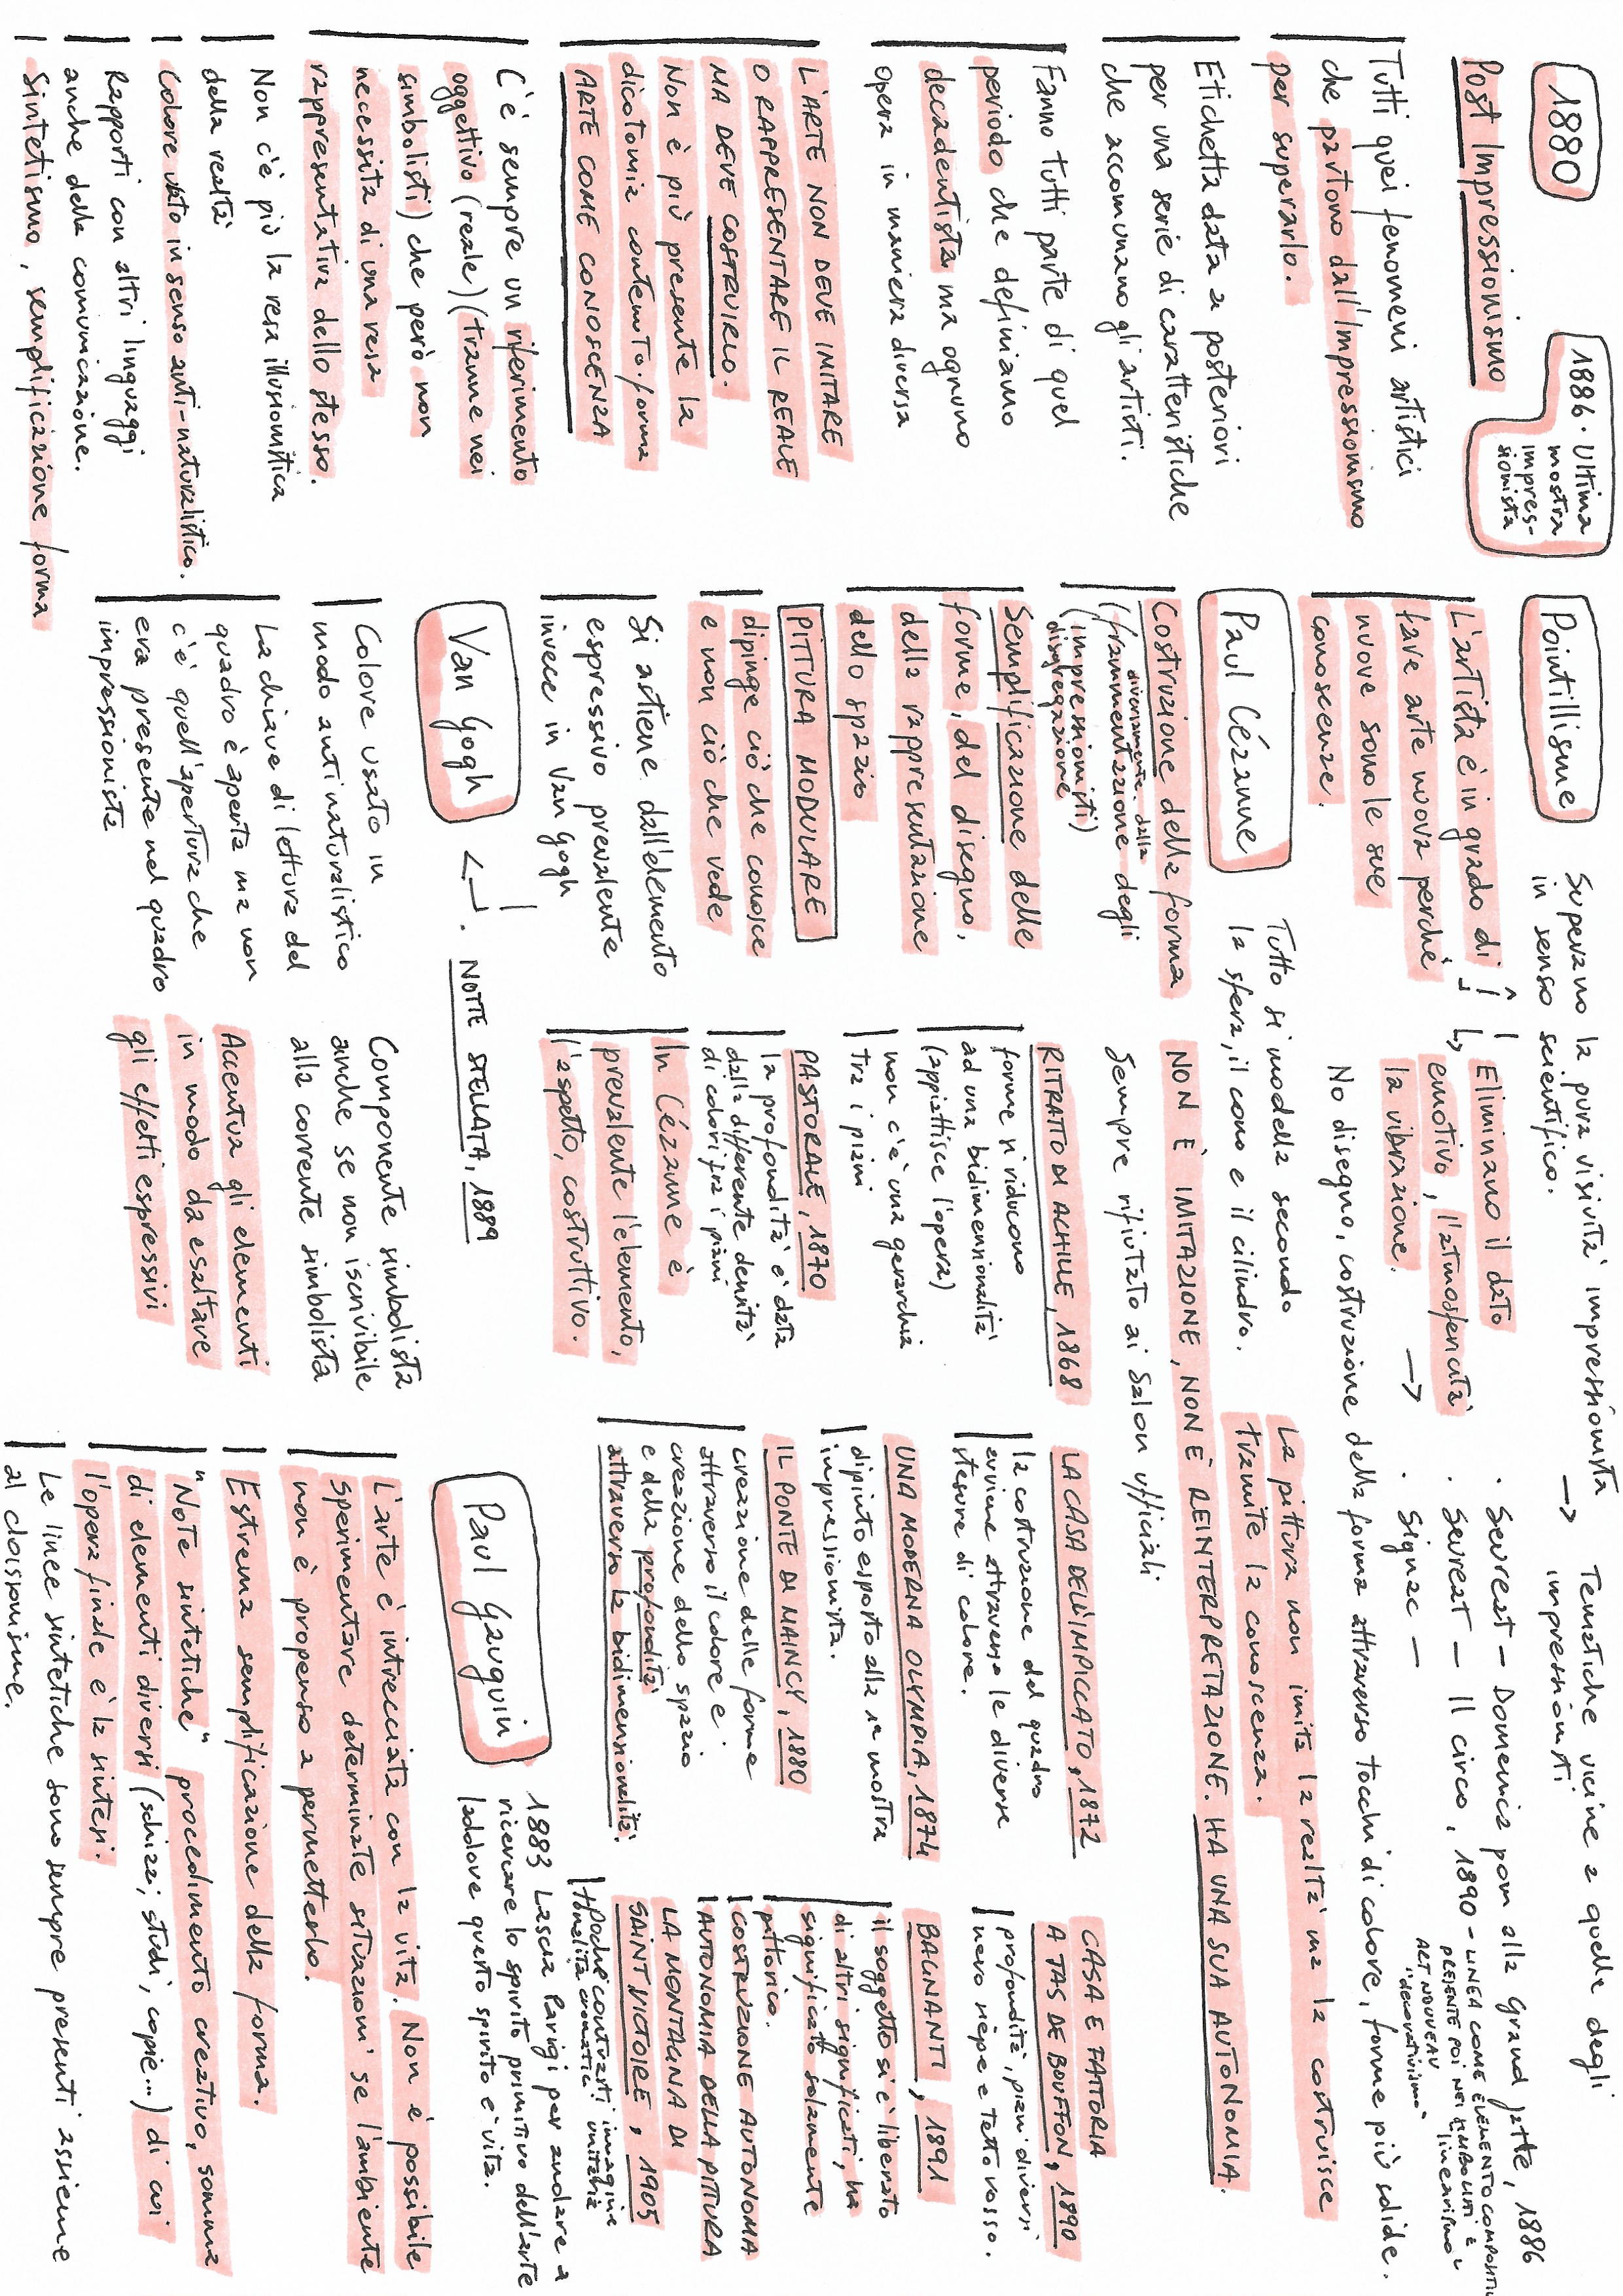 1880
1886 · Ultima
mostra
impres-
sionista
Post Impressionismo
Tutti quei fenomeni artistici
che partono dall'Impressionismo
per superarlo.
Etichetta data a posteriori
per una serie di caratteristiche
che accomunano gli artisti.
Fanno tutti parte di quel
periodo che definiamo
decadentista ma ognuno
opera in maniera diversa
L'ARTE NON DEVE IMITARE
O RAPPRESENTARE IL REALE
MA DEVE COSTRUIRLO.
Non è più presente la
dicotomia contenuto-forma
ARTE COME CONOSCENZA
C'è sempre un riferimento
oggettivo (reale) (tranne nei
simbolisti) che però non
necessita di una resa
rappresentativa dello stesso.
Non c'è più la resa illusionistica
della realtà
Colore usato in senso anti-naturalistico.
Rapporti con altri linguaggi
anche della comunicazione.
Sintetismo, semplificazione forma
Pointillisme
Superano la pura visività impressionista
in senso scientifico.
L'artista è in grado di
fare arte nuova perchè
nuove sono le sue
conoscenze.
Eliminano il dato
emotivo, l'atmosfericità
la vibrazione.
→ Tematiche vicine a quelle degli
impressionisti
· Seureat - Domenica pom alla Grand Jatte, 1886
· Seureat - Il circo, 1890 - LINEA COME ELEMENTO COMPOSITIV
PRESENTE POI NEI SIMBOLISTI E
ART NOUVEAU "linearismo"
"decorativismo"
→ · Signac -
No disegno, costruzione della forma attraverso tocchi di colore, forme più solide.
Paul Cézanne
Tutto si modella secondo
la sfera, il cono e il cilindro.
La pittura non imita la realtà ma la costruisce
tramite la conoscenza.
NON È IMITAZIONE, NON È REINTERPRETAZIONE. HA UNA SUA AUTONOMIA.
Sempre rifiutato ai Salon ufficiali
Costruzione della forma
diversamente dalla
(frammentazione degli
(impressionisti)
disgregazione
Semplificazione delle
forme, del disegno,
della rappresentazione
dello spazio
PITTURA MODULARE
dipinge ciò che conosce
e non ciò che vede
Si astiene dall'elemento
espressivo prevalente
invece in Van Gogh
RITRATTO DI ACHILLE, 1868
forme si riducono
ad una bidimensionalità
(appiattisce l'opera)
non c'è una gerarchia
tra i piani
PASTORALE, 1870
la profondità è data
dalla differente densità
di colori fra i piani
In Cézanne è
prevalente l'elemento,
l'aspetto, costruttivo.
LA CASA DELL'IMPICCATO, 1872
la costruzione del quadro
avviene attraverso le diverse
stesure di colore.
UNA MODERNA OLYMPIA, 1874
dipinto esposto alla 1ª mostra
impressionista.
IL PONTE DI MAINCY, 1880
creazione delle forme
attraverso il colore e
creazione dello spazio
e della profondità
attraverso la bidimensionalità.
CASA E FATTORIA
A JAS DE BOUFFON, 1890
profondità, piani diversi
nero siepe e tetto rosso.
BAGNANTI, 1891
il soggetto si è liberato
di altri significati, ha
significato solamente
pittorico.
COSTRUZIONE AUTONOMA
AUTONOMIA DELLA PITTURA
LA MONTAGNA DI
SAINT VICTOIRE, 1905
poche contrasti immagine
tonalità cromatici unitaria
Van Gogh
· NOTTE STELLATA, 1889
Colore usato in
modo antinaturalistico
La chiave di lettura del
quadro è aperta ma non
c'è quell'apertura che
era presente nel quadro
impressionista
Componente simbolista
anche se non iscrivibile
alla corrente simbolista
Accentua gli elementi
in modo da esaltare
gli effetti espressivi
Paul Gauguin
1883 Lascia Parigi per andare a
ricercare lo spirito primitivo dell'arte
laddove questo spirito è vita.
L'arte è intrecciata con la vita. Non è possibile
sperimentare determinate situazioni se l'ambiente
non è propenso a permetterlo.
Estrema semplificazione della forma.
"Note sintetiche" procedimento creativo, somma
di elementi diversi (schizzi, studi, copie...) di cui
l'opera finale è la sintesi.
Le linee sintetiche sono sempre presenti assieme
al cloissonisme.